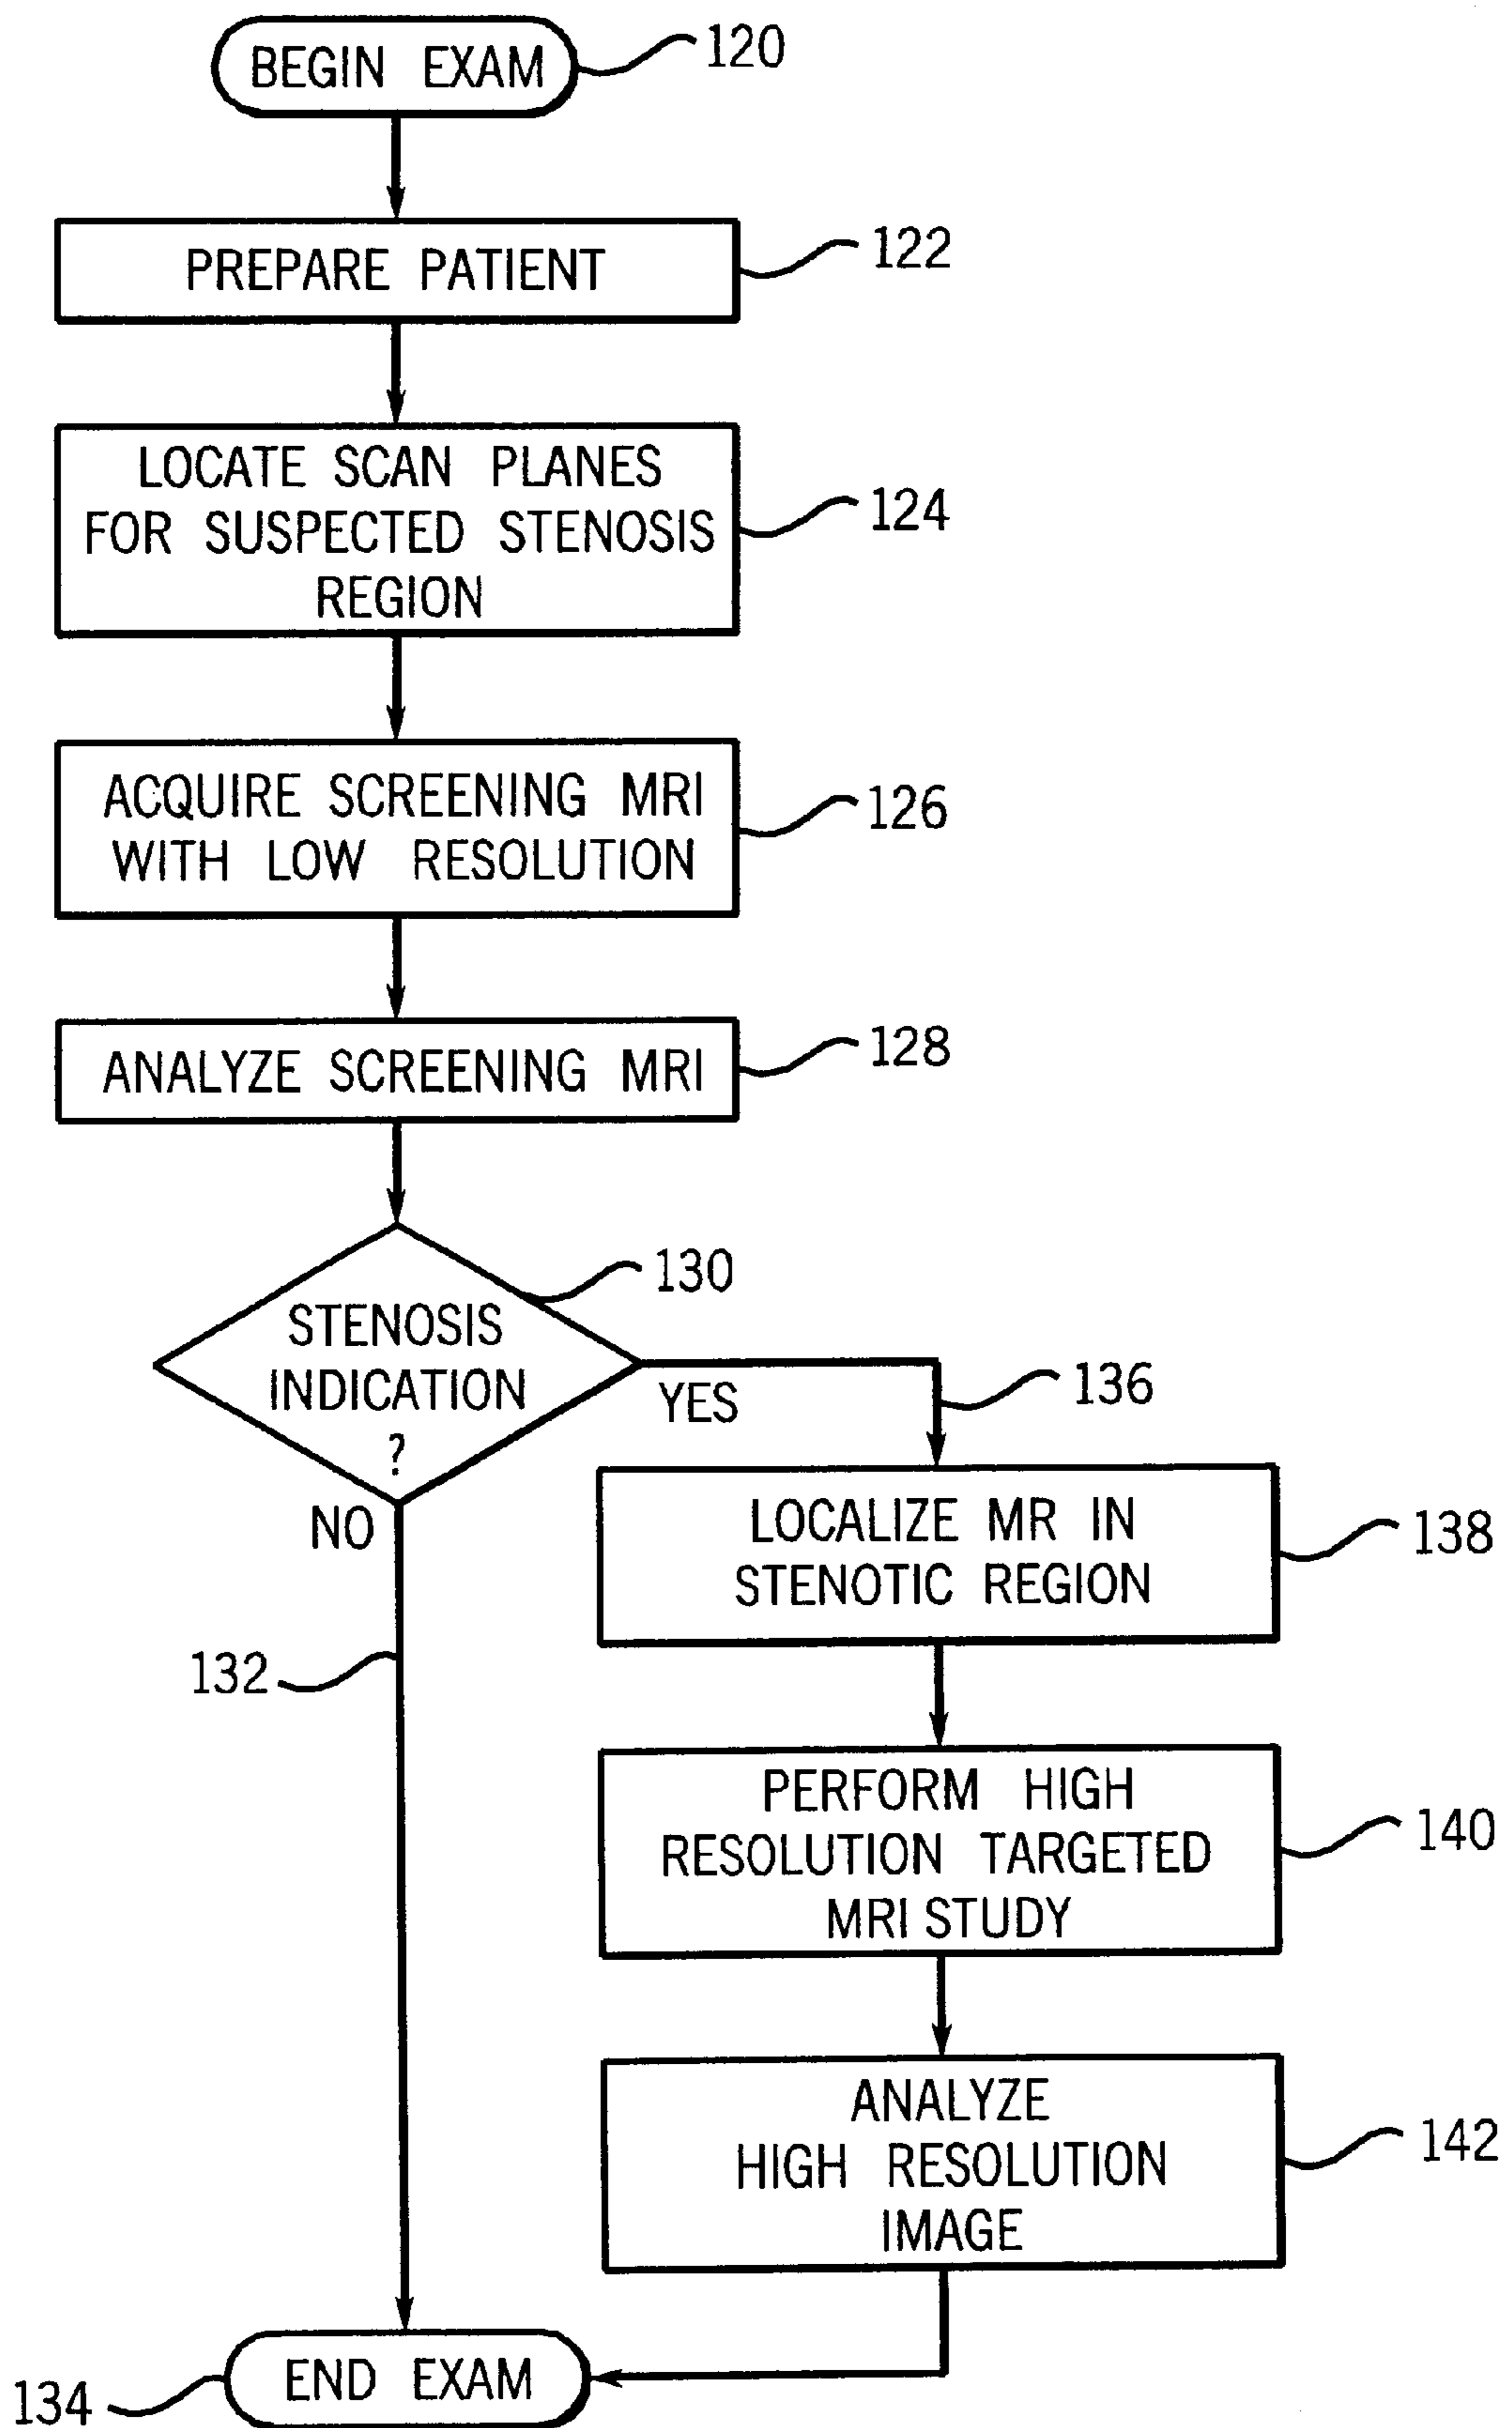 BEGIN EXAM
120
PREPARE PATIENT
122
LOCATE SCAN PLANES
FOR SUSPECTED STENOSIS
REGION
124
ACQUIRE SCREENING MRI
WITH LOW RESOLUTION
126
ANALYZE SCREENING MRI
128
STENOSIS
INDICATION
?
130
YES
136
NO
132
LOCALIZE MR IN
STENOTIC REGION
138
PERFORM HIGH
RESOLUTION TARGETED
MRI STUDY
140
ANALYZE
HIGH RESOLUTION
IMAGE
142
END EXAM
134